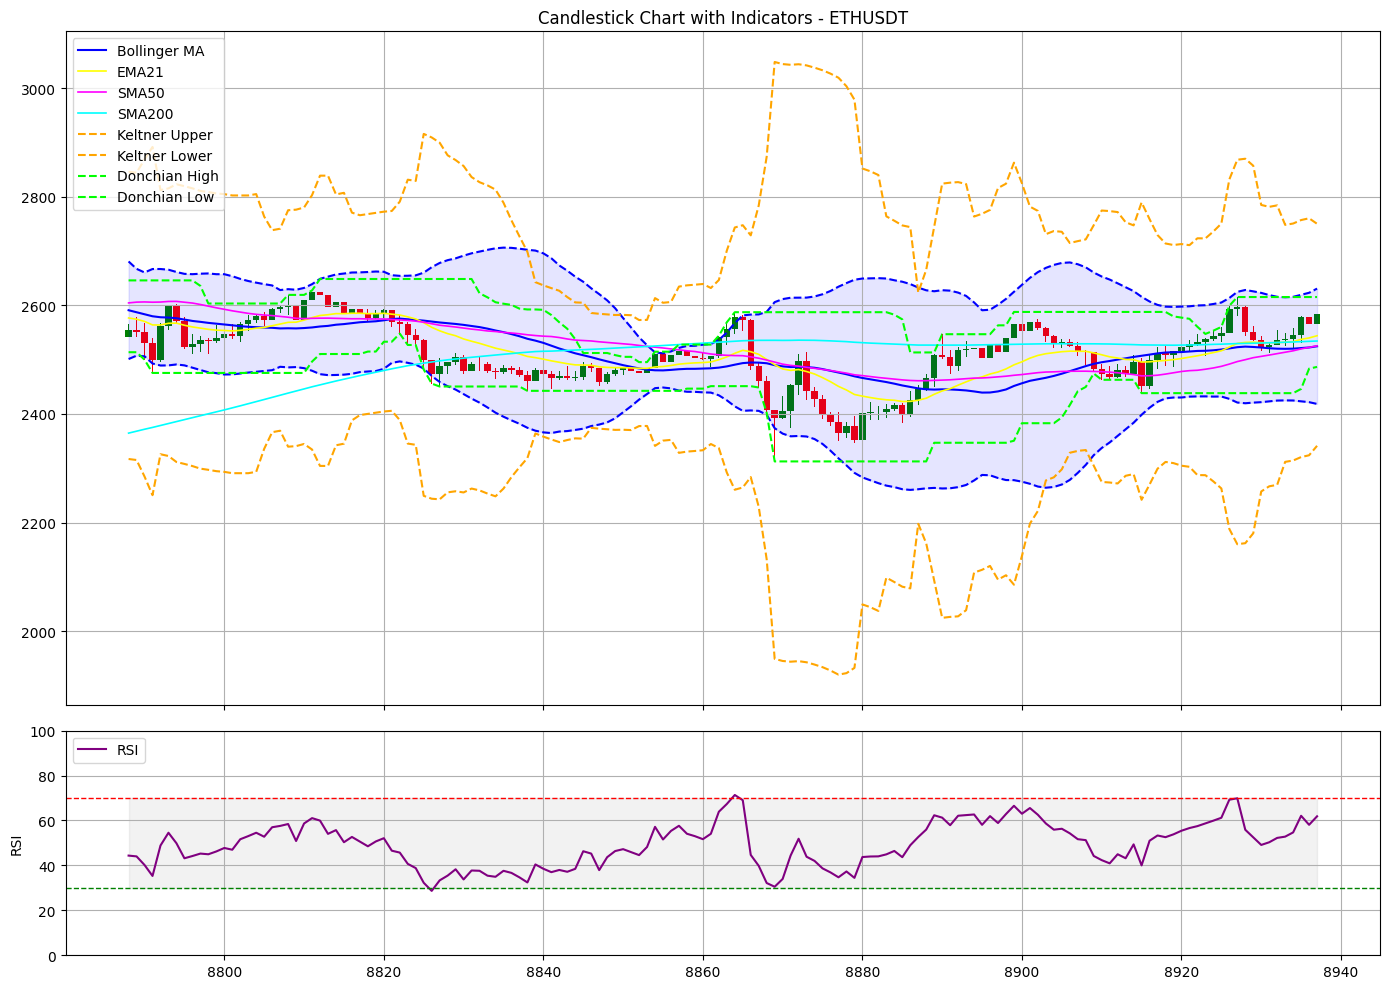 Candlestick Chart with Indicators - ETHUSDT
Bollinger MA
EMA21
SMA50
SMA200
Keltner Upper
Keltner Lower
Donchian High
Donchian Low
3000
2800
2600
2400
2200
2000
RSI
100
80
60
40
20
0
RSI
8800 8820 8840 8860 8880 8900 8920 8940